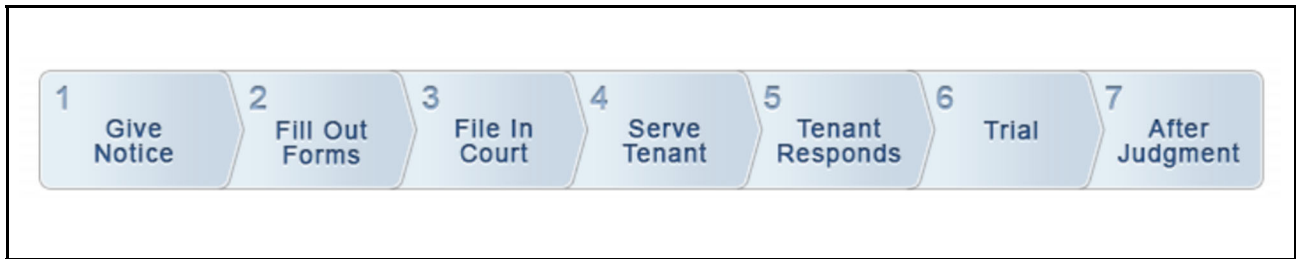 1
Give
Notice
2
Fill Out
Forms
3
File In
Court
4
Serve
Tenant
5
Tenant
Responds
6
Trial
7
After
Judgment